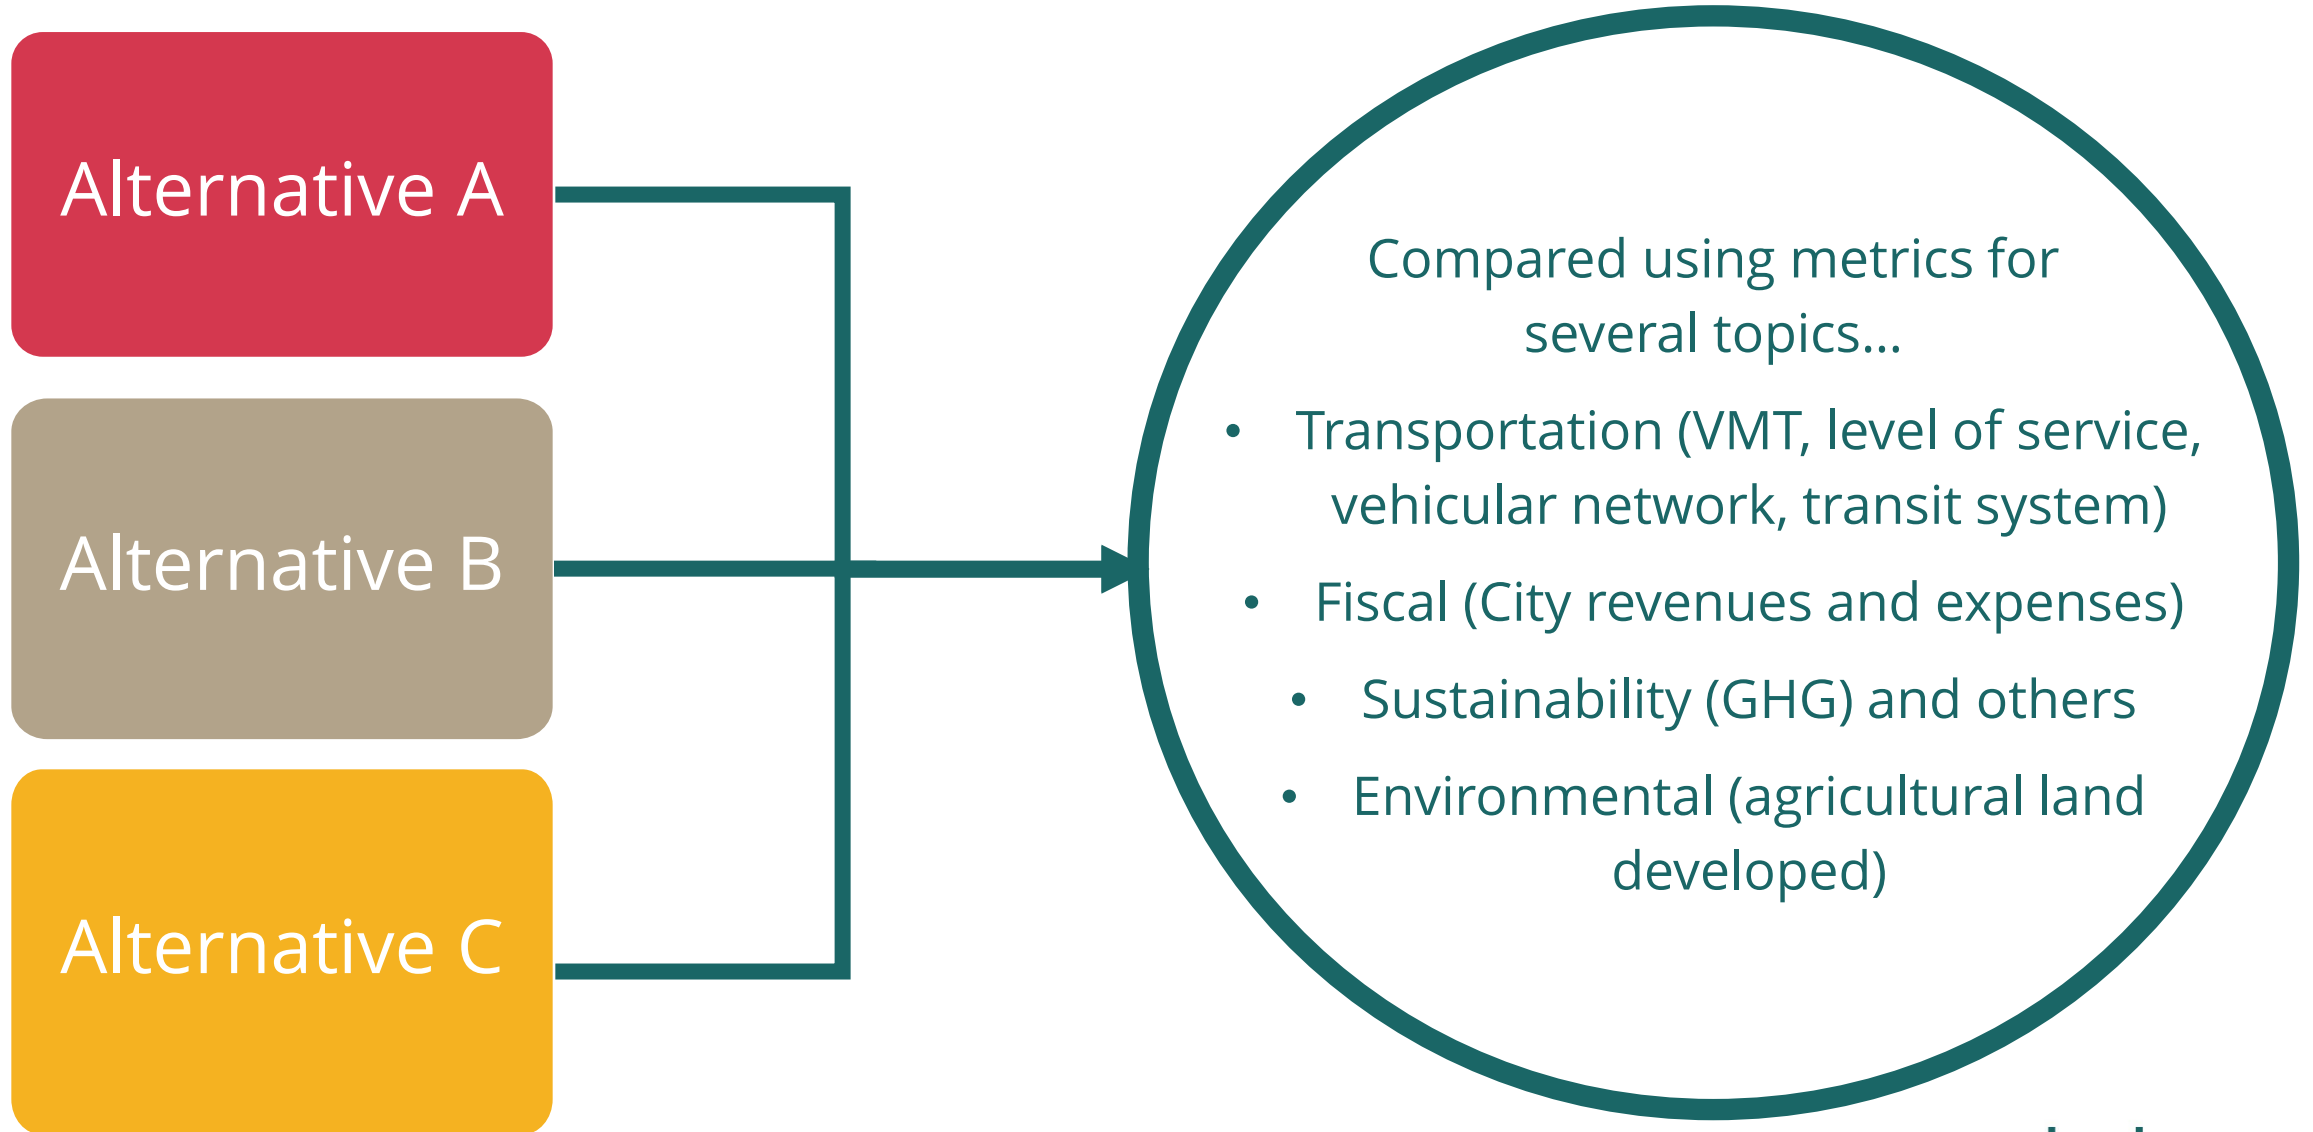 Alternative A
Alternative B
Alternative C
Compared using metrics for
several topics…
• Transportation (VMT, level of service,
vehicular network, transit system)
• Fiscal (City revenues and expenses)
• Sustainability (GHG) and others
• Environmental (agricultural land
developed)